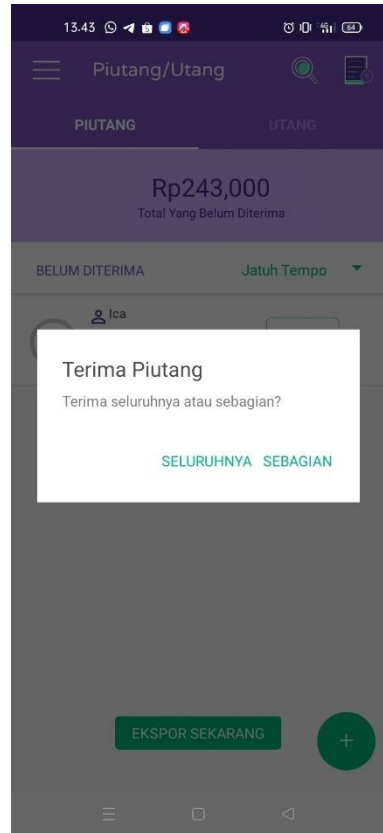 13.43
64
Piutang/Utang
PIUTANG
UTANG
Rp243,000
Total Yang Belum Diterima
BELUM DITERIMA
Jatuh Tempo
Ica
Terima Piutang
Terima seluruhnya atau sebagian?
SELURUHNYA SEBAGIAN
EKSPOR SEKARANG
+